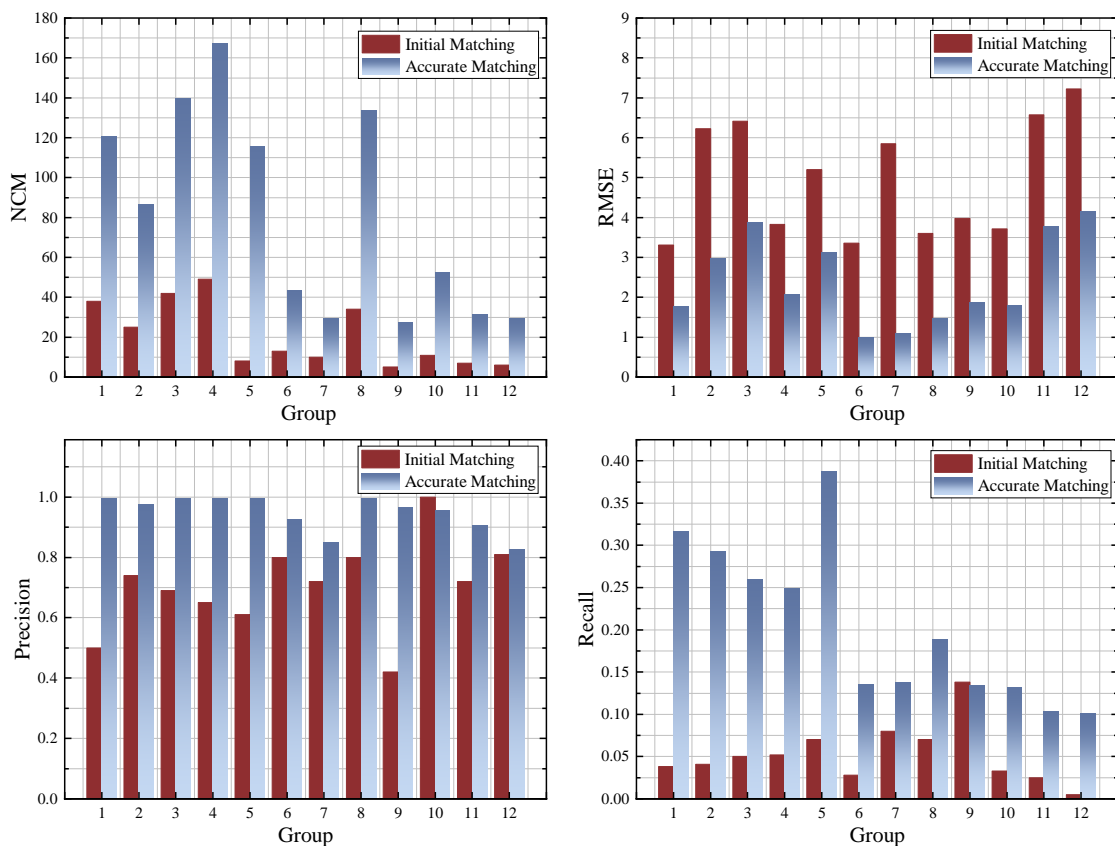 180
160
140
120
100
80
60
40
20
0
NCM
Initial Matching
Accurate Matching
1 2 3 4 5 6 7 8 9 10 11 12
Group
9
8
7
6
5
4
3
2
1
0
RMSE
Initial Matching
Accurate Matching
1 2 3 4 5 6 7 8 9 10 11 12
Group
1.0
0.8
0.6
0.4
0.2
0.0
Precision
Initial Matching
Accurate Matching
1 2 3 4 5 6 7 8 9 10 11 12
Group
0.40
0.35
0.30
0.25
0.20
0.15
0.10
0.05
0.00
Recall
Initial Matching
Accurate Matching
1 2 3 4 5 6 7 8 9 10 11 12
Group